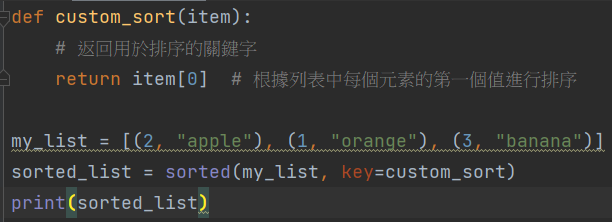 def custom_sort(item):
    # 返回用於排序的關鍵字
    return item[0]  # 根據列表中每個元素的第一個值進行排序
my_list = [(2, "apple"), (1, "orange"), (3, "banana")]
sorted_list = sorted(my_list, key=custom_sort)
print(sorted_list)